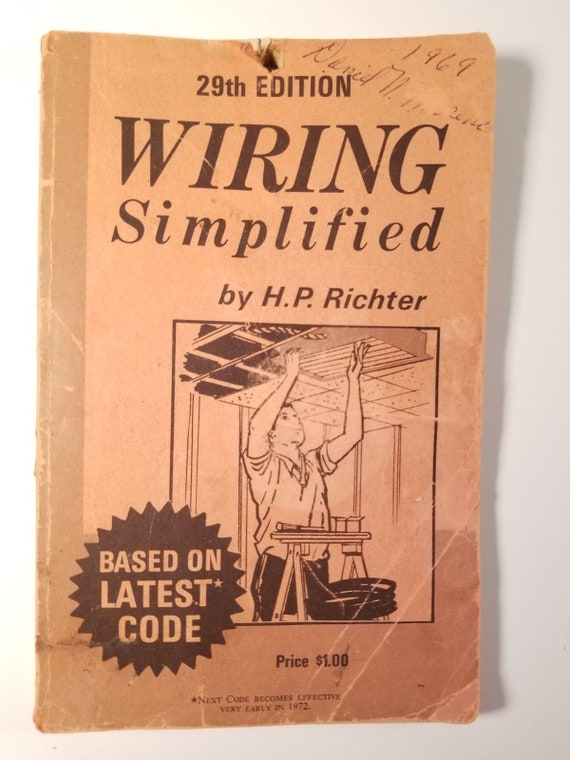 1969
Daniel
29th EDITION
WIRING
Simplified
by H.P. Richter
BASED ON
LATEST*
CODE
Price $1.00
*NEXT CODE BECOMES EFFECTIVE
VERY EARLY IN 1972.